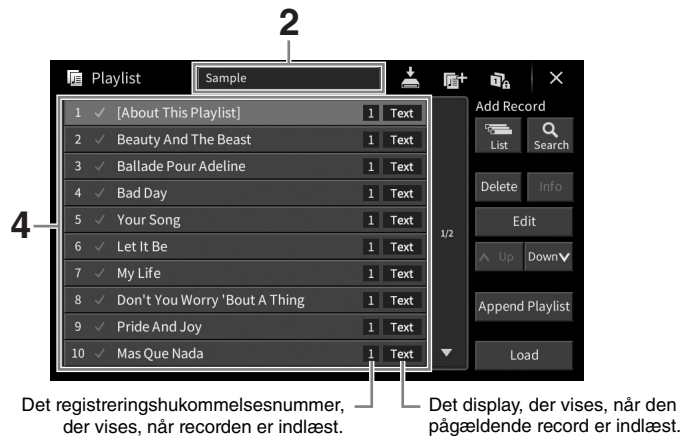 2
Playlist Sample
Add Record
1 [About This Playlist] 1 Text
List Search
2 Beauty And The Beast 1 Text
3 Ballade Pour Adeline 1 Text
4 Bad Day 1 Text
Delete Info
4
5 Your Song 1 Text
Edit
1/2
6 Let It Be 1 Text
Up Down
7 My Life 1 Text
8 Don't You Worry 'Bout A Thing 1 Text
Append Playlist
9 Pride And Joy 1 Text
10 Mas Que Nada 1 Text
Load
Det registreringshukommelsesnummer,
der vises, når recorden er indlæst.
Det display, der vises, når den
pågældende record er indlæst.